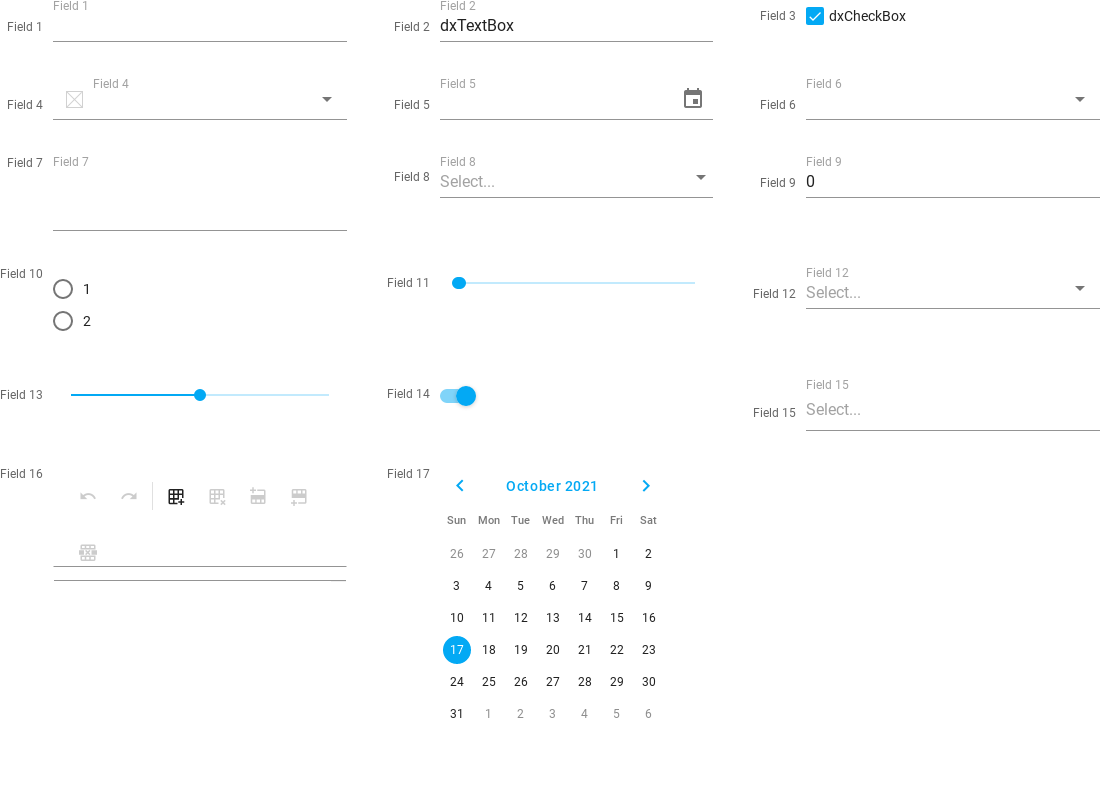 Field 1
Field 1
Field 2
Field 2
dxTextBox
Field 3
dxCheckBox
Field 4
Field 4
Field 5
Field 5
Field 6
Field 6
Field 7
Field 7
Field 8
Field 8
Select...
Field 9
Field 9
0
Field 10
1
2
Field 11
Field 12
Field 12
Select...
Field 13
Field 14
Field 15
Field 15
Select...
Field 16
Field 17
October 2021
Sun Mon Tue Wed Thu Fri Sat
26 27 28 29 30 1 2
3 4 5 6 7 8 9
10 11 12 13 14 15 16
17 18 19 20 21 22 23
24 25 26 27 28 29 30
31 1 2 3 4 5 6